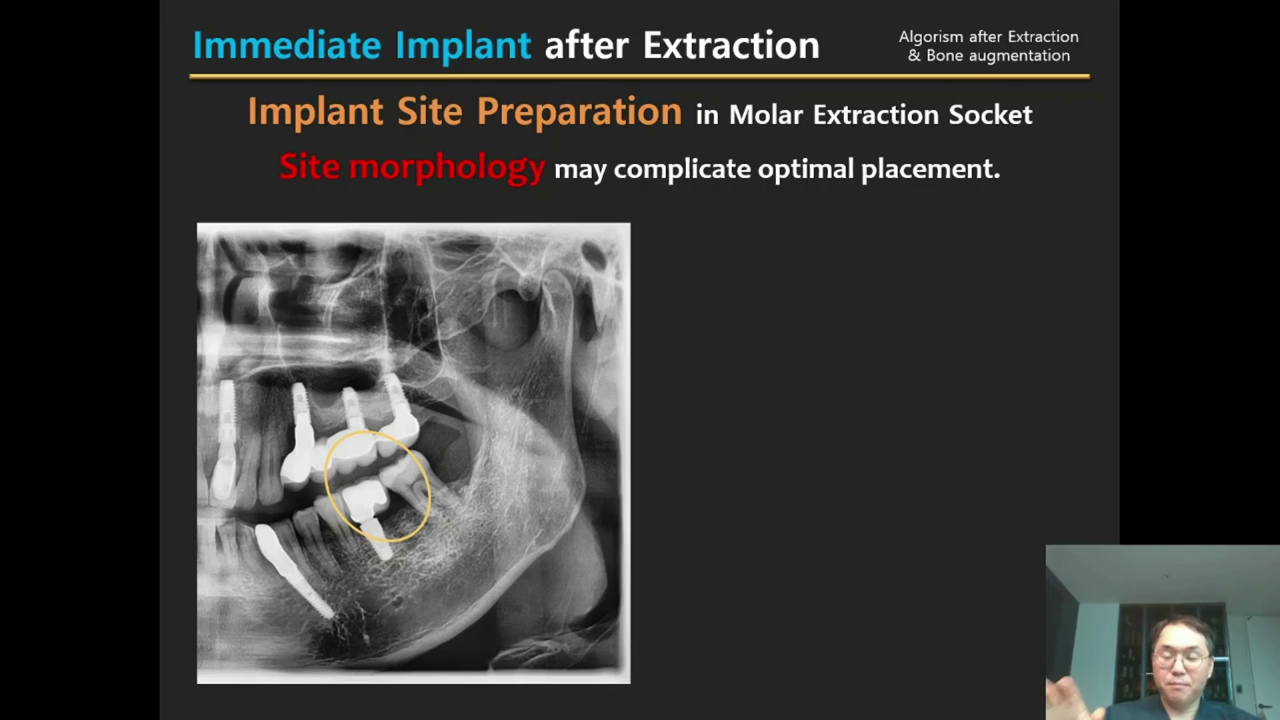 Immediate Implant after Extraction
Algorism after Extraction
& Bone augmentation
Implant Site Preparation in Molar Extraction Socket
Site morphology may complicate optimal placement.